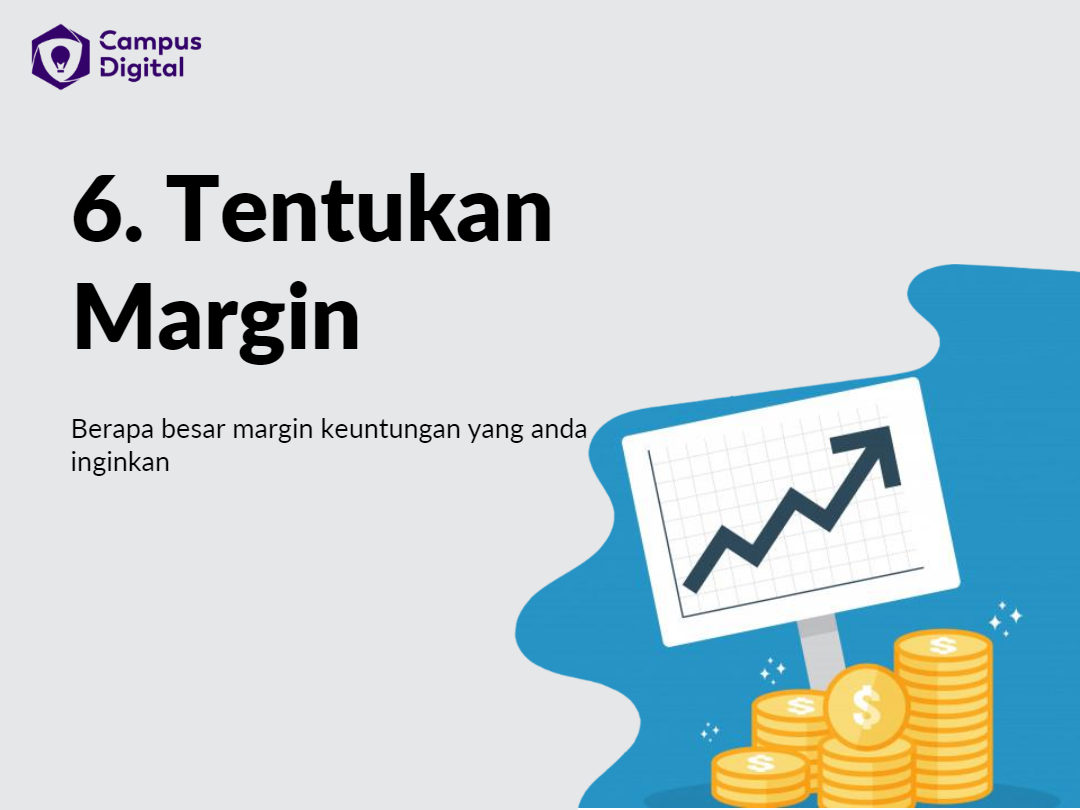 Campus
Digital
6. Tentukan
Margin
Berapa besar margin keuntungan yang anda
inginkan
$
$
$
$